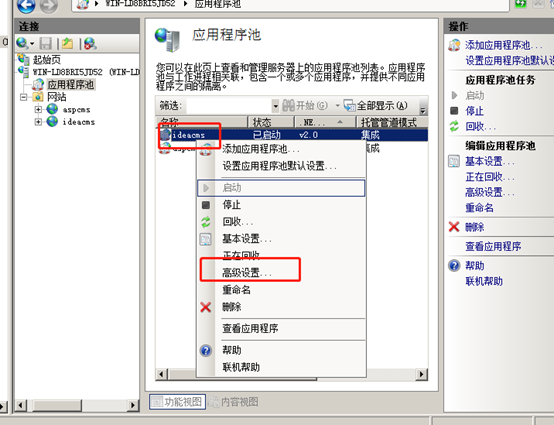 WIN-LD8BRI5JD52 ▸ 应用程序池 ▸
连接
起始页
WIN-LD8BRI5JD52 (WIN-L
应用程序池
网站
aspcms
ideacms
应用程序池
您可以在此页上查看和管理服务器上的应用程序池列表。应用程序
池与工作进程相关联，包含一个或多个应用程序，并提供不同应用
程序之间的隔离。
筛选: 开始(G) 全部显示(A)
名称 状态 .NE... 托管管道模式
ideacms 已启动 v2.0 集成
集成
添加应用程序池...
设置应用程序池默认设置...
启动
停止
回收...
基本设置...
正在回收
高级设置...
重命名
删除
查看应用程序
帮助
联机帮助
功能视图 内容视图
操作
添加应用程序池...
设置应用程序池默认设置...
应用程序池任务
启动
停止
回收...
编辑应用程序池
基本设置...
正在回收...
高级设置...
重命名
删除
查看应用程序
帮助
联机帮助